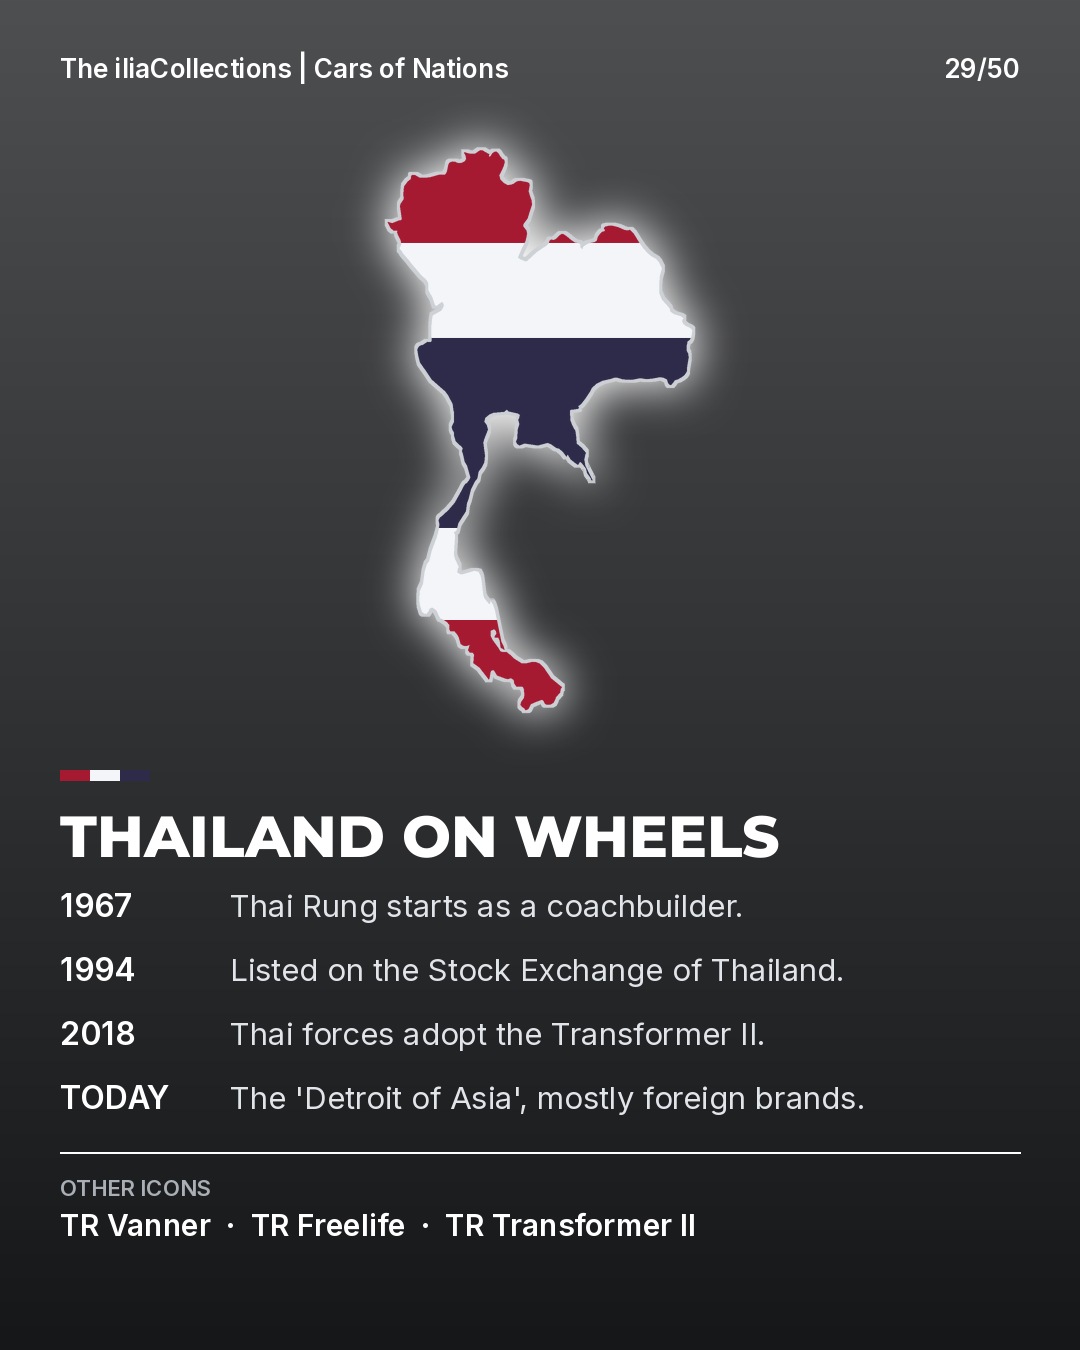 The iliaCollections | Cars of Nations
29/50
THAILAND ON WHEELS
1967 Thai Rung starts as a coachbuilder.
1994 Listed on the Stock Exchange of Thailand.
2018 Thai forces adopt the Transformer II.
TODAY The 'Detroit of Asia', mostly foreign brands.
OTHER ICONS
TR Vanner · TR Freelife · TR Transformer II